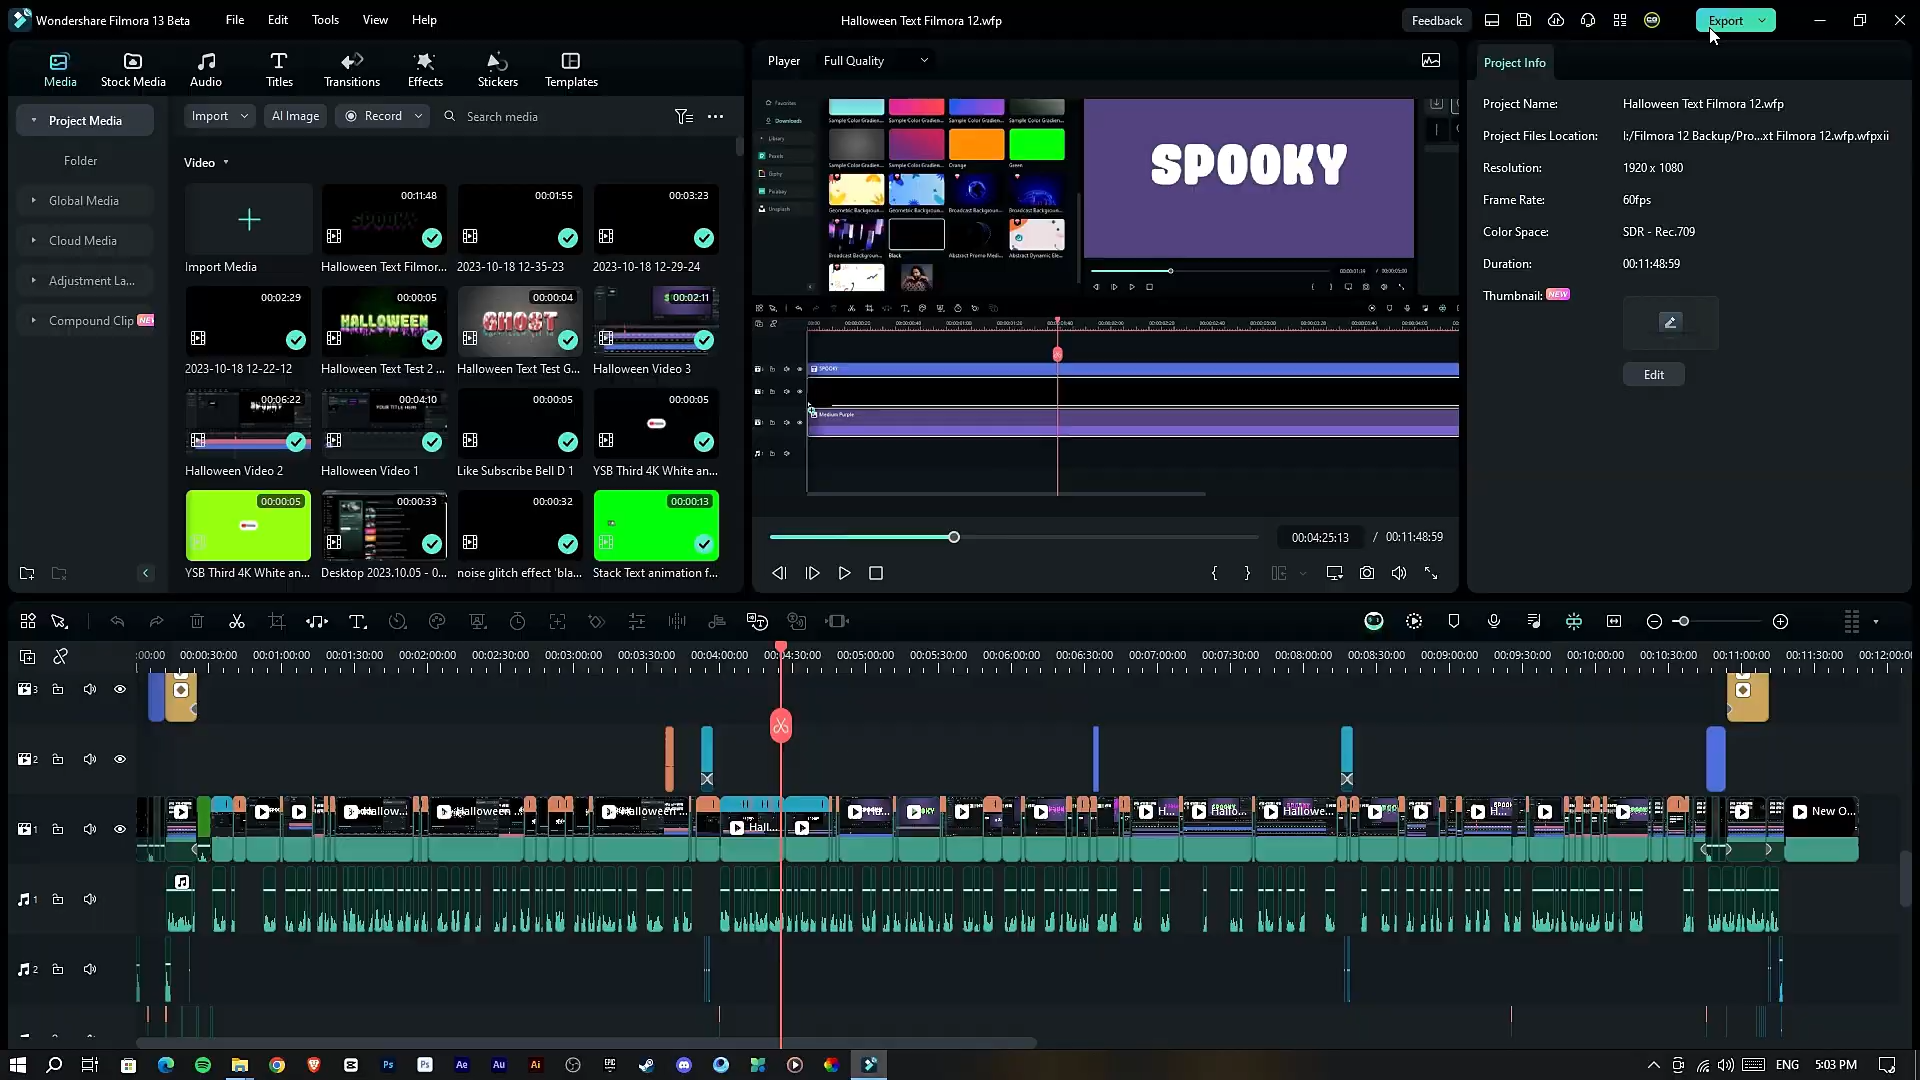 Wondershare Filmora 13 Beta
File
Edit
Tools
View
Help
Halloween Text Filmora 12.wfp
Feedback
Export
Media
Stock Media
Audio
Titles
Transitions
Effects
Stickers
Templates
Player
Full Quality
Project Info
Project Media
Import
AI Image
Record
Search media
Folder
Global Media
Cloud Media
Adjustment La...
Compound Clip
Video
00:11:48
00:01:55
00:03:23
Import Media
Halloween Text Filmor...
2023-10-18 12-35-23
2023-10-18 12-29-24
00:02:29
00:00:05
00:00:04
00:02:11
HALLOWEEN
GHOST
2023-10-18 12-22-12
Halloween Text Test 2 ...
Halloween Text Test G...
Halloween Video 3
00:06:22
00:04:10
00:00:05
00:00:05
Halloween Video 2
Halloween Video 1
Like Subscribe Bell D 1
YSB Third 4K White an...
00:00:05
00:00:33
00:00:32
00:00:13
YSB Third 4K White an...
Desktop 2023.10.05 - 0...
noise glitch effect 'bla...
Stack Text animation f...
SPOOKY
SPOOKY
Medium Purple
00:04:25:13 / 00:11:48:59
Project Name: Halloween Text Filmora 12.wfp
Project Files Location: I:/Filmora 12 Backup/Pro...xt Filmora 12.wfp.wfpxii
Resolution: 1920 x 1080
Frame Rate: 60fps
Color Space: SDR - Rec.709
Duration: 00:11:48:59
Thumbnail: NEW
Edit
:00:00 00:00:30:00 00:01:00:00 00:01:30:00 00:02:00:00 00:02:30:00 00:03:00:00 00:03:30:00 00:04:00:00 00:04:30:00 00:05:00:00 00:05:30:00 00:06:00:00 00:06:30:00 00:07:00:00 00:07:30:00 00:08:00:00 00:08:30:00 00:09:00:00 00:09:30:00 00:10:00:00 00:10:30:00 00:11:00:00 00:11:30:00 00:12:00:0
3
2
1
Hall...
H...
New O...
1
2
ENG
5:03 PM